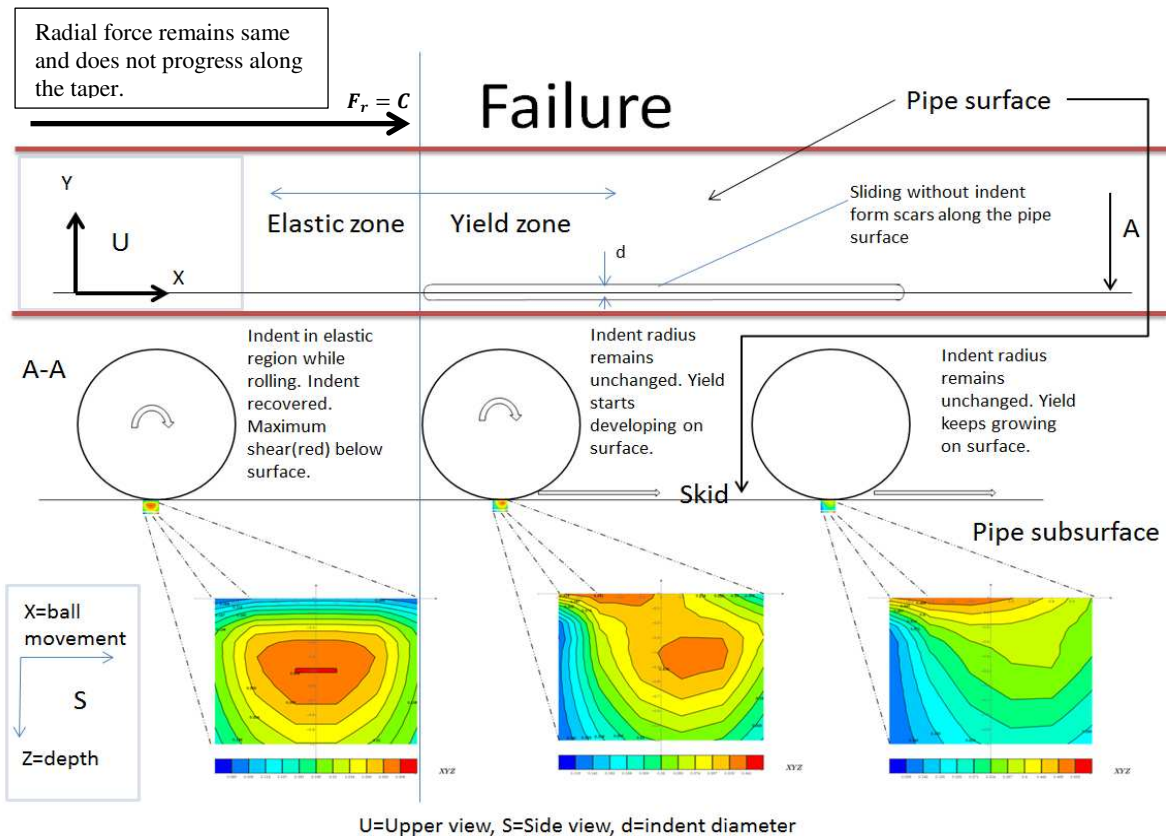 Radial force remains same
and does not progress along
the taper.
F_r = C
Failure
Pipe surface
Y
U
X
Elastic zone
Yield zone
d
Sliding without indent
form scars along the pipe
surface
A
A-A
Indent in elastic
region while
rolling. Indent
recovered.
Maximum
shear(red) below
surface.
Indent radius
remains
unchanged. Yield
starts
developing on
surface.
Indent radius
remains
unchanged. Yield
keeps growing
on surface.
Skid
Pipe subsurface
X=ball
movement
S
Z=depth
XYZ
XYZ
XYZ
U=Upper view, S=Side view, d=indent diameter